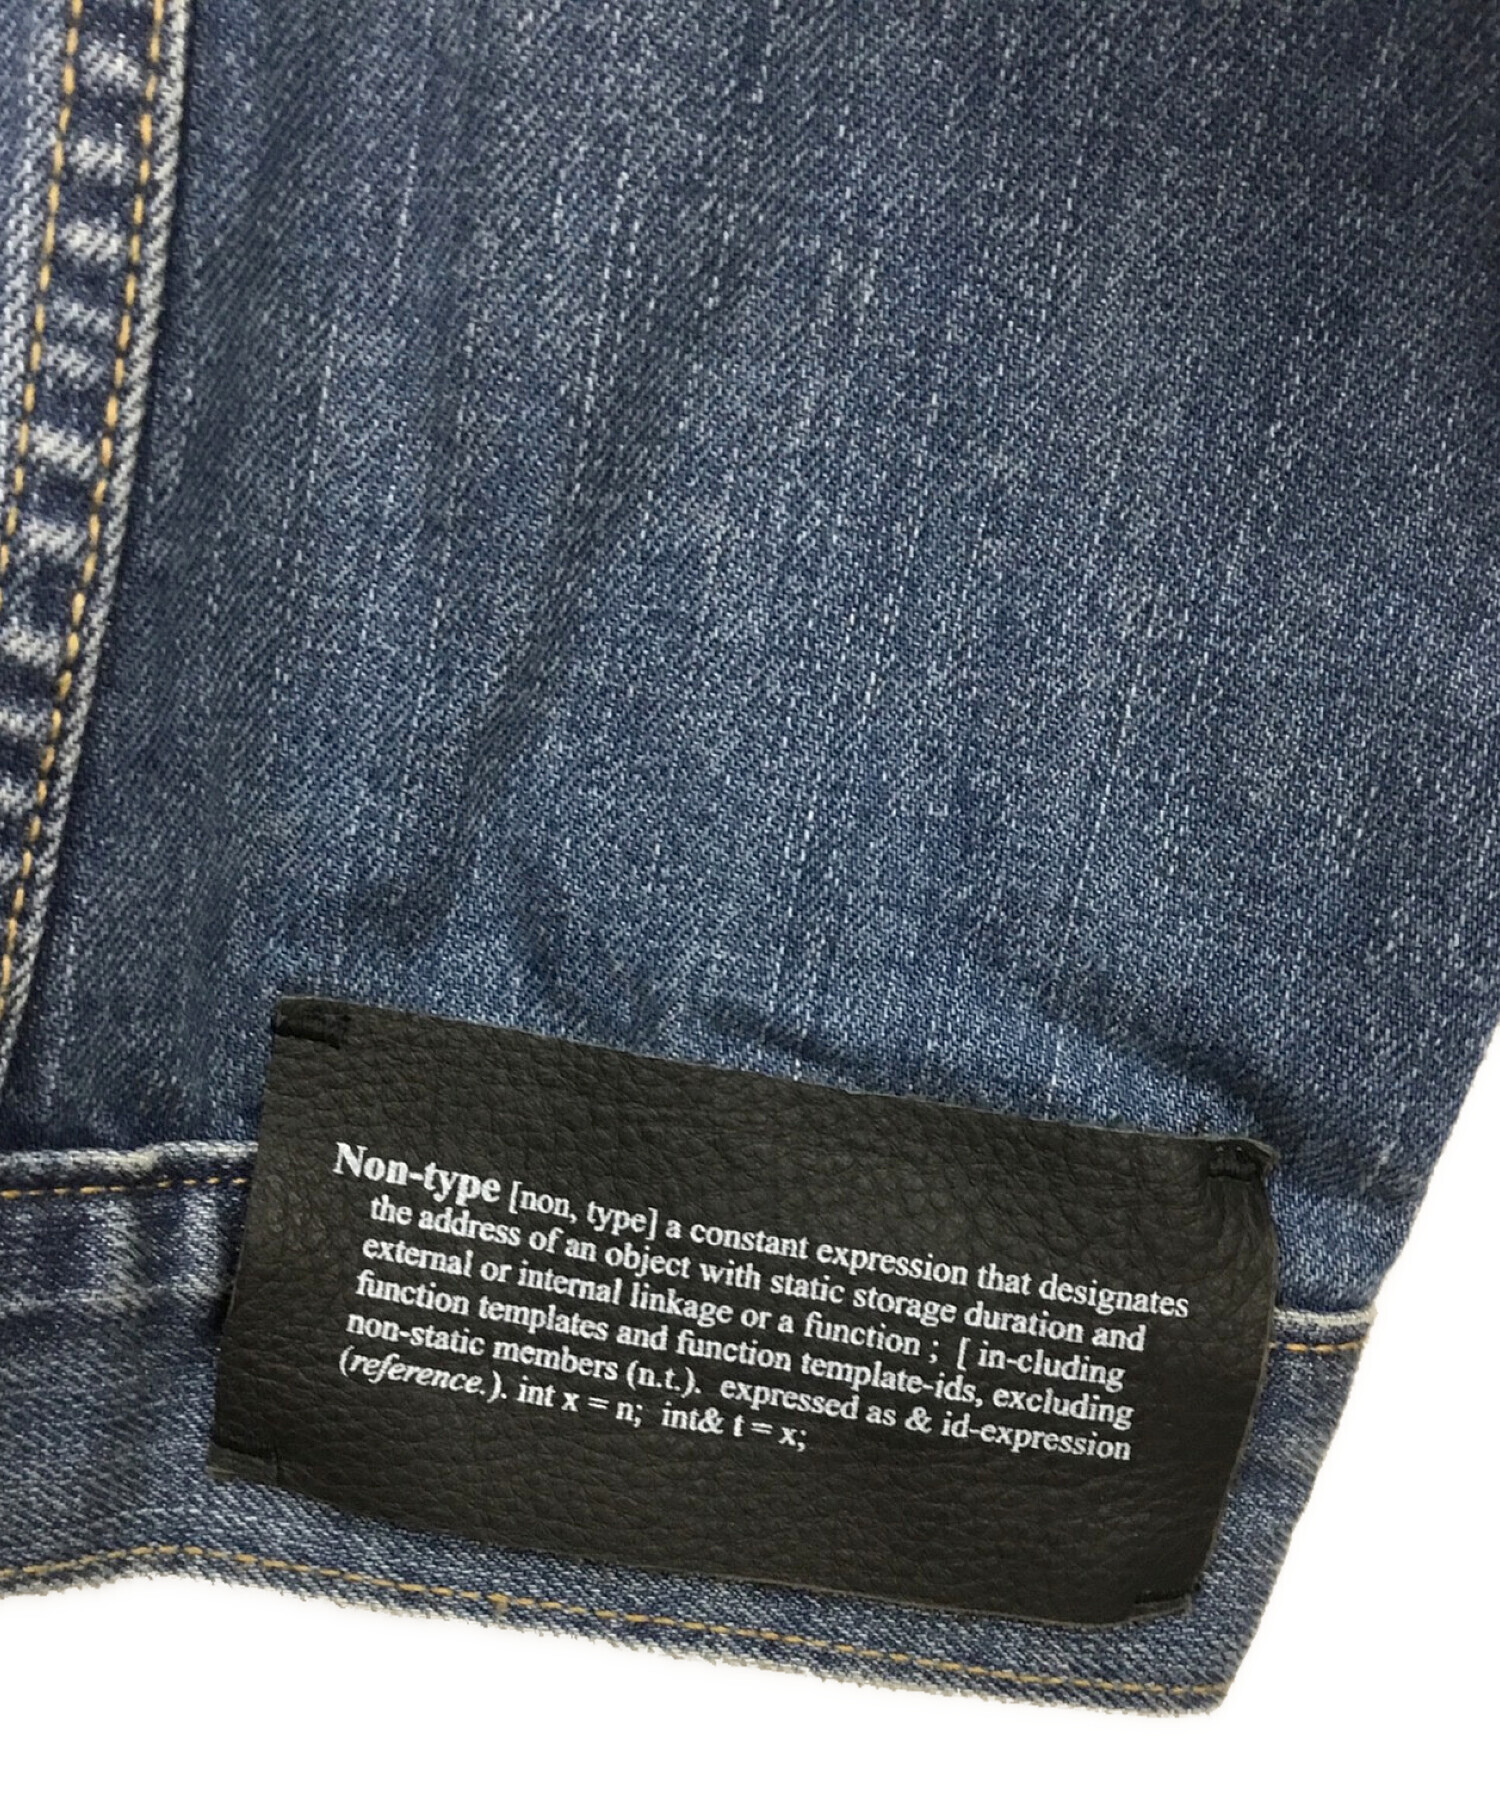 Non-type [non, type] a constant expression that designates
the address of an object with static storage duration and
external or internal linkage or a function ; [ in-cluding
function templates and function template-ids, excluding
non-static members (n.t.). expressed as & id-expression
(reference.). int x = n; int& t = x;